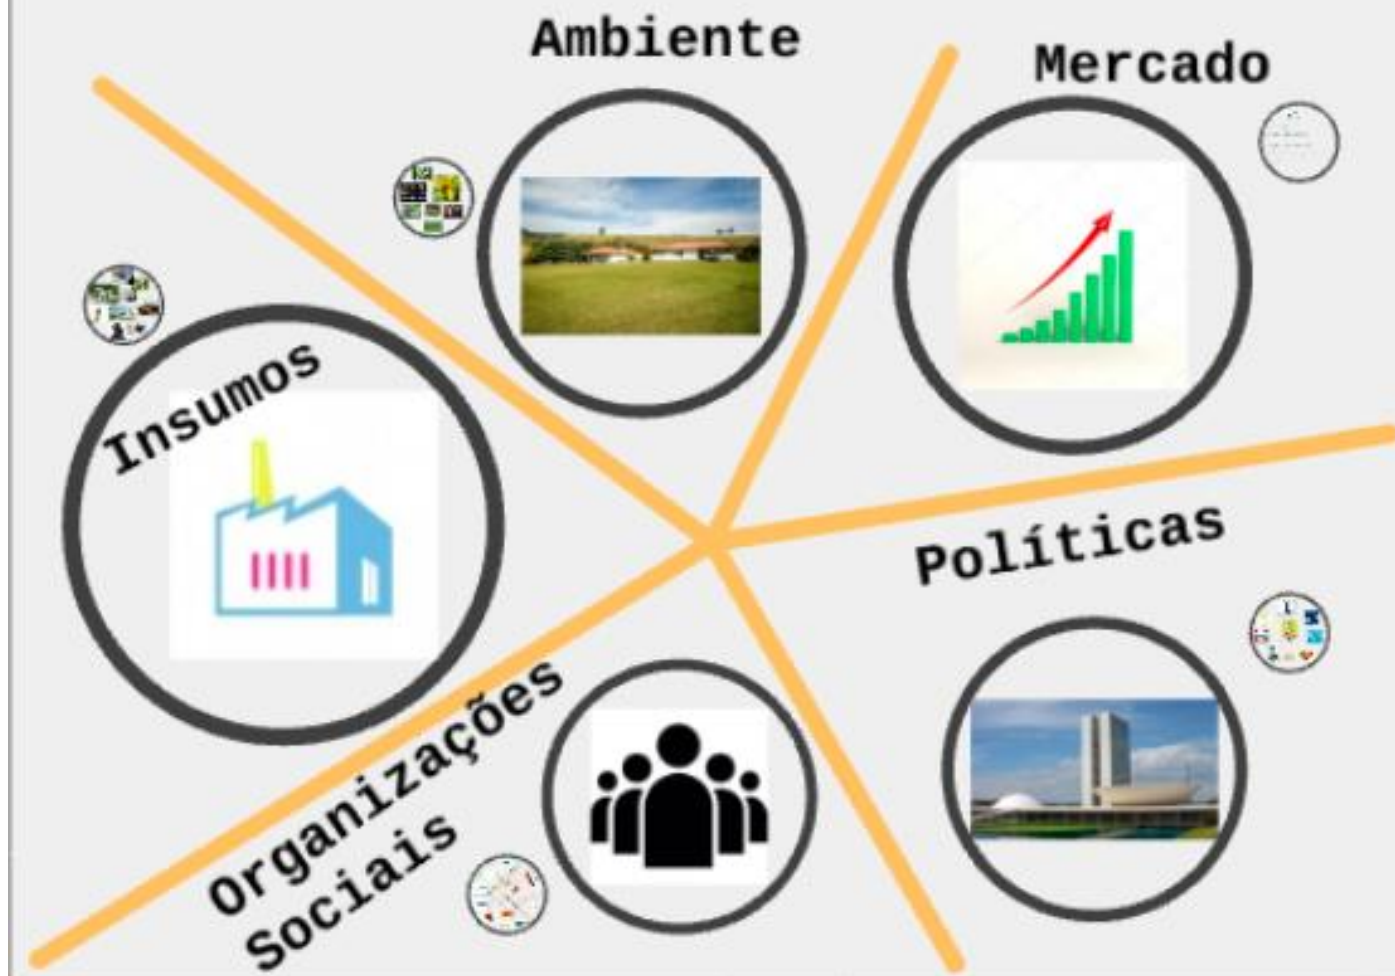 Ambiente
Mercado
Insumos
Políticas
Organizações
Sociais